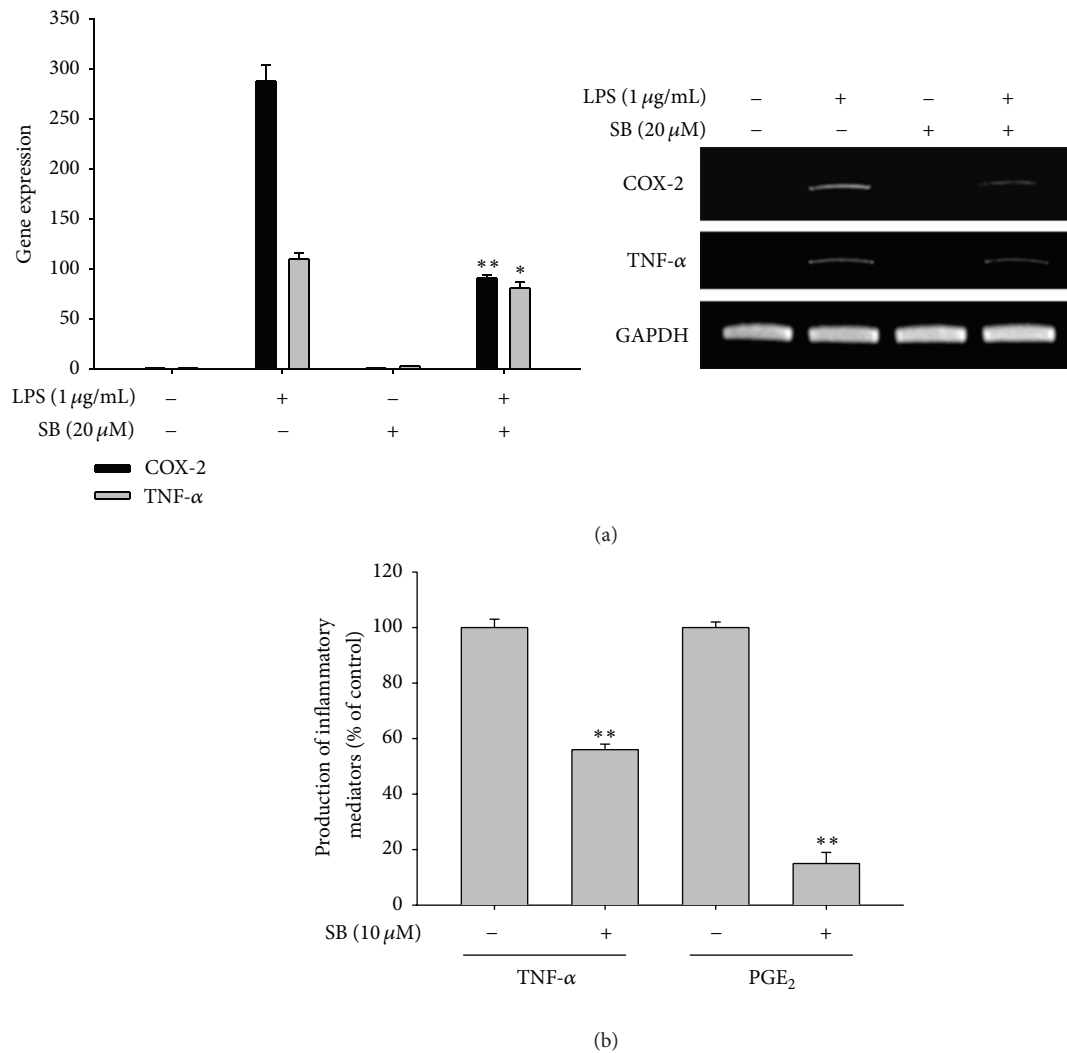 350
300
250
200
150
100
50
0
Gene expression
** *
LPS (1 μg/mL) – + – +
SB (20 μM) – – + +
COX-2
TNF-α
LPS (1 μg/mL) – + – +
SB (20 μM) – – + +
COX-2
TNF-α
GAPDH
(a)
120
100
80
60
40
20
0
Production of inflammatory
mediators (% of control)
**
**
SB (10 μM) – + – +
TNF-α PGE₂
(b)